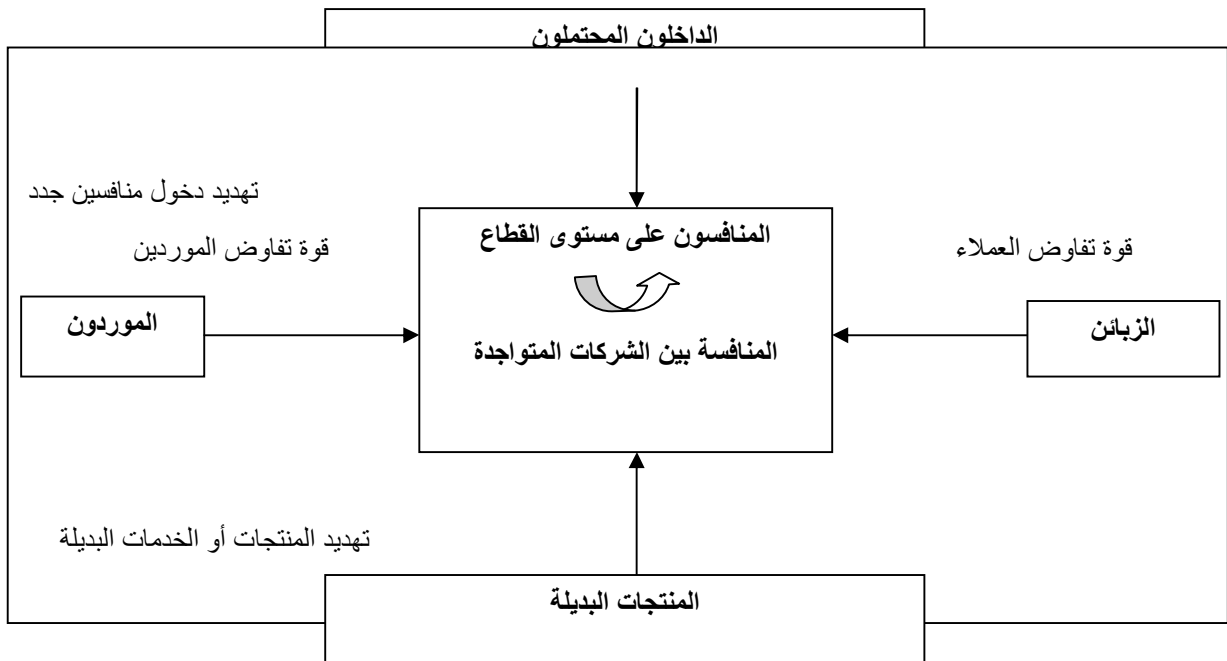 الداخلون المحتملون
تهديد دخول منافسين جدد
المنافسون على مستوى القطاع
قوة تفاوض العملاء
قوة تفاوض الموردين
الزبائن
الموردون
المنافسة بين الشركات المتواجدة
تهديد المنتجات أو الخدمات البديلة
المنتجات البديلة